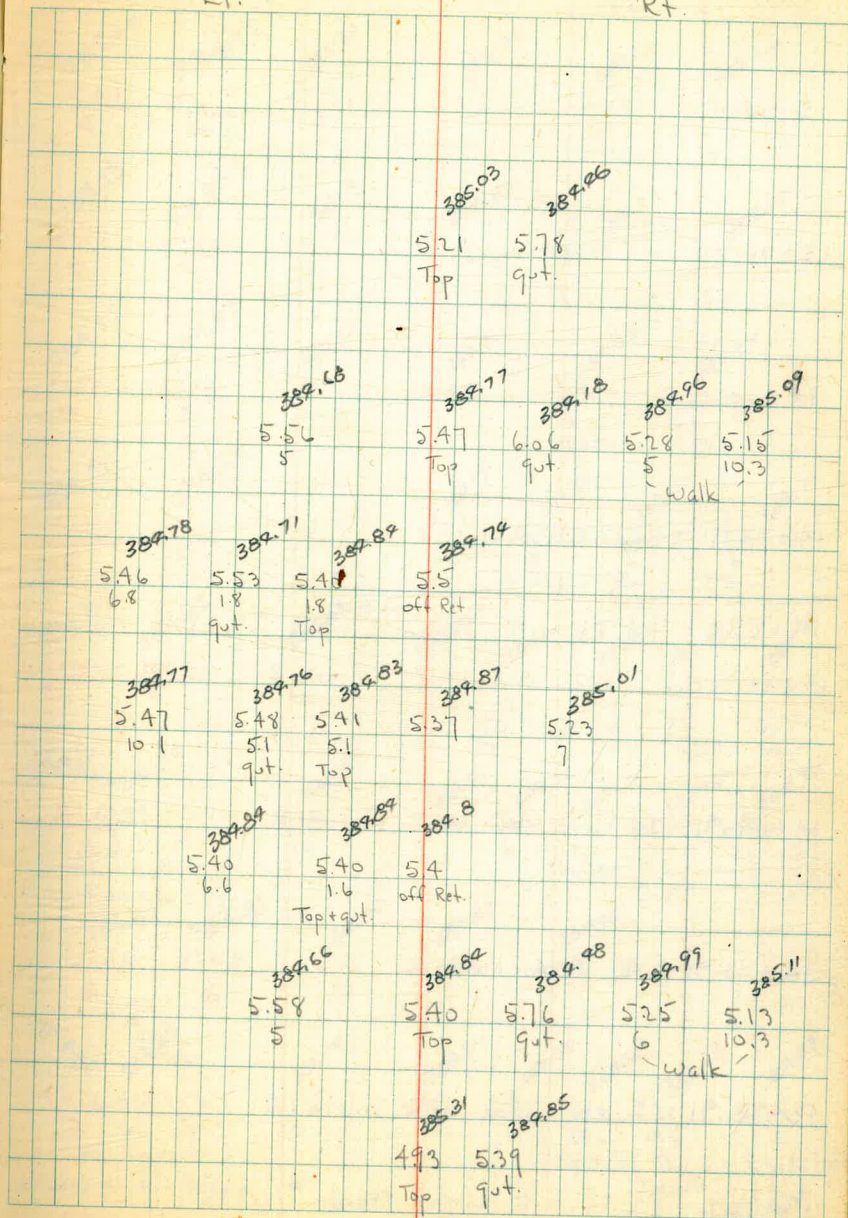 Lt. Rt.
385.03 384.46
5.21 5.78
Top gut.
384.68 384.77 384.18 384.96 385.09
5.56 5.47 6.06 5.28 5.15
5 Top gut. 5 10.3
walk
384.78 384.71 384.84 384.74
5.46 5.53 5.40 5.5
6.8 1.8 1.8 off Ret
gut. Top
384.77 384.76 384.83 384.87 385.01
5.47 5.48 5.41 5.37 5.23
10.1 5.1 5.1 7
gut. Top
384.84 384.84 384.8
5.40 5.40 5.4
6.6 1.6 off Ret.
Top + gut.
384.66 384.84 384.48 384.99 385.11
5.58 5.40 5.76 5.25 5.13
5 Top gut. 6 10.3
walk
385.31 384.85
4.93 5.39
Top gut.